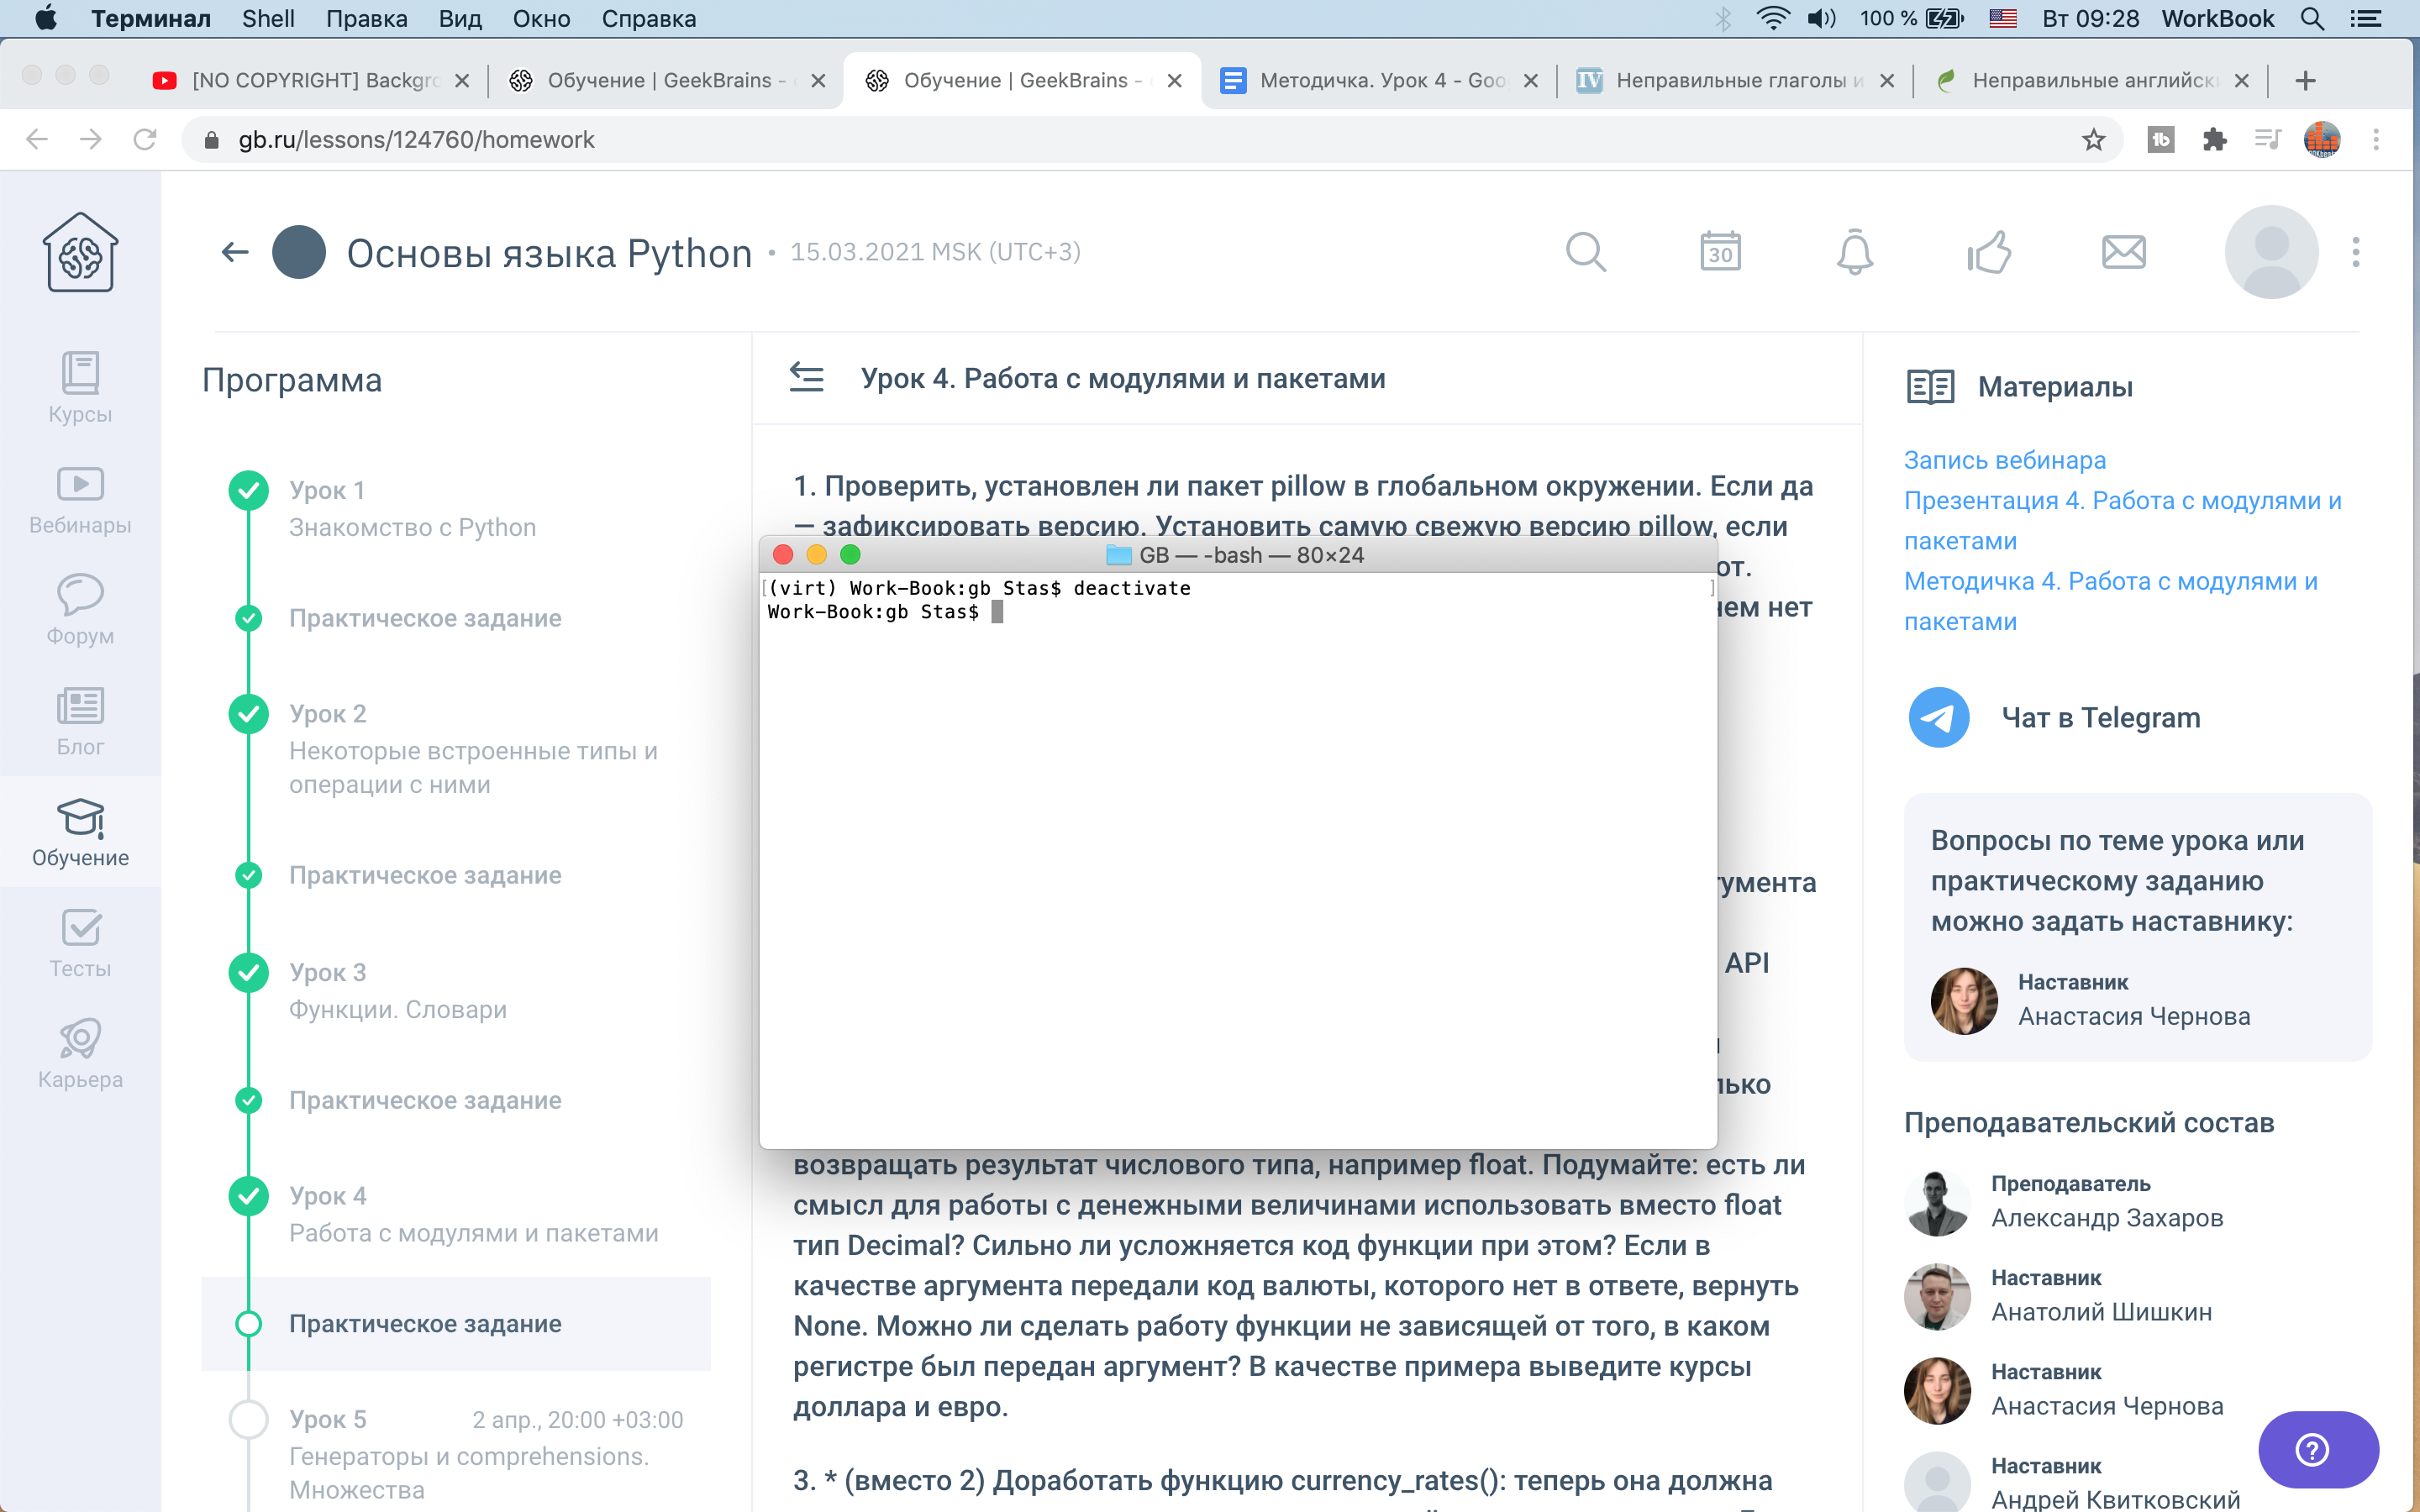 Терминал Shell Правка Вид Окно Справка 100 % Вт 09:28 WorkBook
[NO COPYRIGHT] Backgro
Обучение | GeekBrains -
Обучение | GeekBrains -
Методичка. Урок 4 - Goo
IV Неправильные глаголы и
Неправильные английск
gb.ru/lessons/124760/homework
tb
Основы языка Python • 15.03.2021 MSK (UTC+3)
30
Курсы
Вебинары
Форум
Блог
Обучение
Тесты
Карьера
Программа
Урок 1
Знакомство с Python
Практическое задание
Урок 2
Некоторые встроенные типы и
операции с ними
Практическое задание
Урок 3
Функции. Словари
Практическое задание
Урок 4
Работа с модулями и пакетами
Практическое задание
Урок 5 2 апр., 20:00 +03:00
Генераторы и comprehensions.
Множества
Урок 4. Работа с модулями и пакетами
1. Проверить, установлен ли пакет pillow в глобальном окружении. Если да
— зафиксировать версию. Установить самую свежую версию pillow, если
от.
нем нет
GB — -bash — 80×24
(virt) Work-Book:gb Stas$ deactivate
Work-Book:gb Stas$
гумента
API
лько
возвращать результат числового типа, например float. Подумайте: есть ли
смысл для работы с денежными величинами использовать вместо float
тип Decimal? Сильно ли усложняется код функции при этом? Если в
качестве аргумента передали код валюты, которого нет в ответе, вернуть
None. Можно ли сделать работу функции не зависящей от того, в каком
регистре был передан аргумент? В качестве примера выведите курсы
доллара и евро.
3. * (вместо 2) Доработать функцию currency_rates(): теперь она должна
Материалы
Запись вебинара
Презентация 4. Работа с модулями и
пакетами
Методичка 4. Работа с модулями и
пакетами
Чат в Telegram
Вопросы по теме урока или
практическому заданию
можно задать наставнику:
Наставник
Анастасия Чернова
Преподавательский состав
Преподаватель
Александр Захаров
Наставник
Анатолий Шишкин
Наставник
Анастасия Чернова
Наставник
Андрей Квитковский